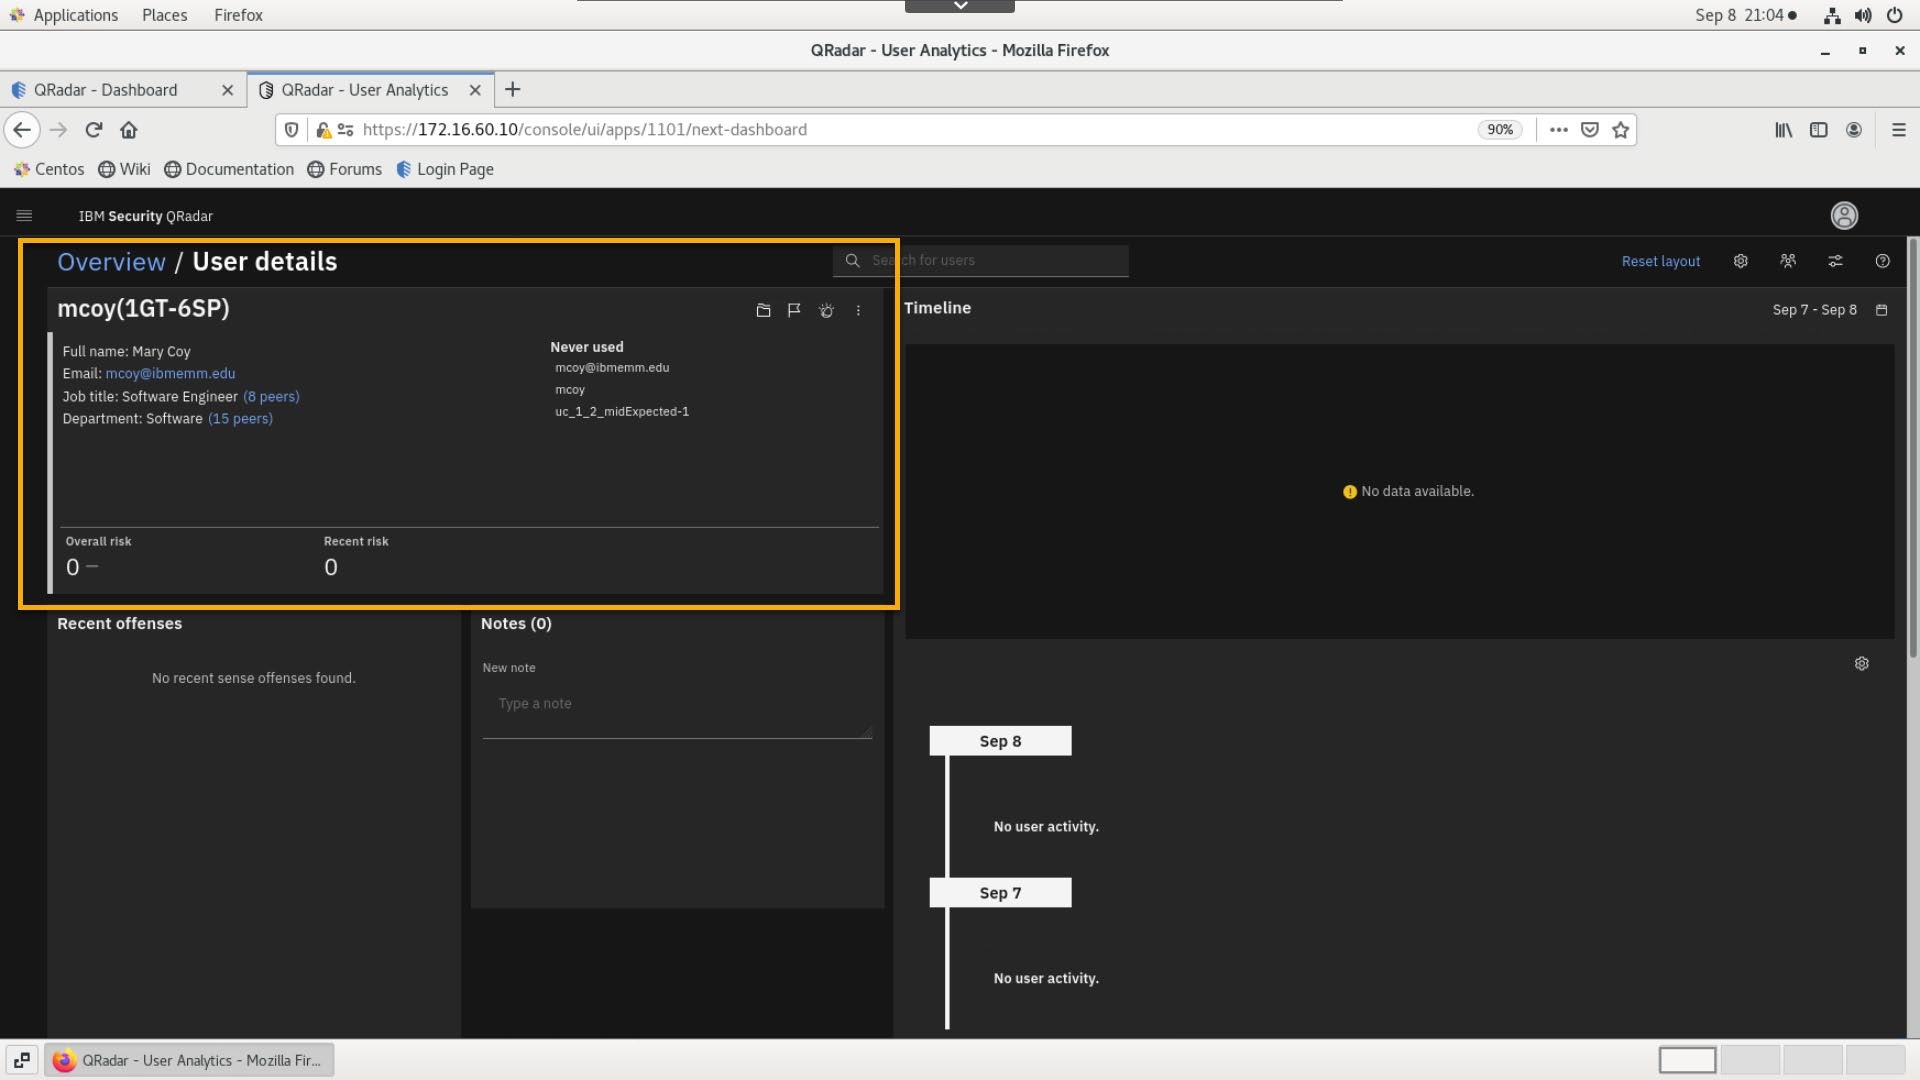 Applications Places Firefox Sep 8 21:04
QRadar - User Analytics - Mozilla Firefox
QRadar - Dashboard QRadar - User Analytics
https://172.16.60.10/console/ui/apps/1101/next-dashboard 90%
Centos Wiki Documentation Forums Login Page
IBM Security QRadar
Overview / User details
Search for users
Reset layout
mcoy(1GT-6SP)
Full name: Mary Coy
Email: mcoy@ibmemm.edu
Job title: Software Engineer (8 peers)
Department: Software (15 peers)
Never used
mcoy@ibmemm.edu
mcoy
uc_1_2_midExpected-1
Overall risk
0 –
Recent risk
0
Timeline
Sep 7 - Sep 8
No data available.
Recent offenses
No recent sense offenses found.
Notes (0)
New note
Type a note
Sep 8
No user activity.
Sep 7
No user activity.
QRadar - User Analytics - Mozilla Fir...